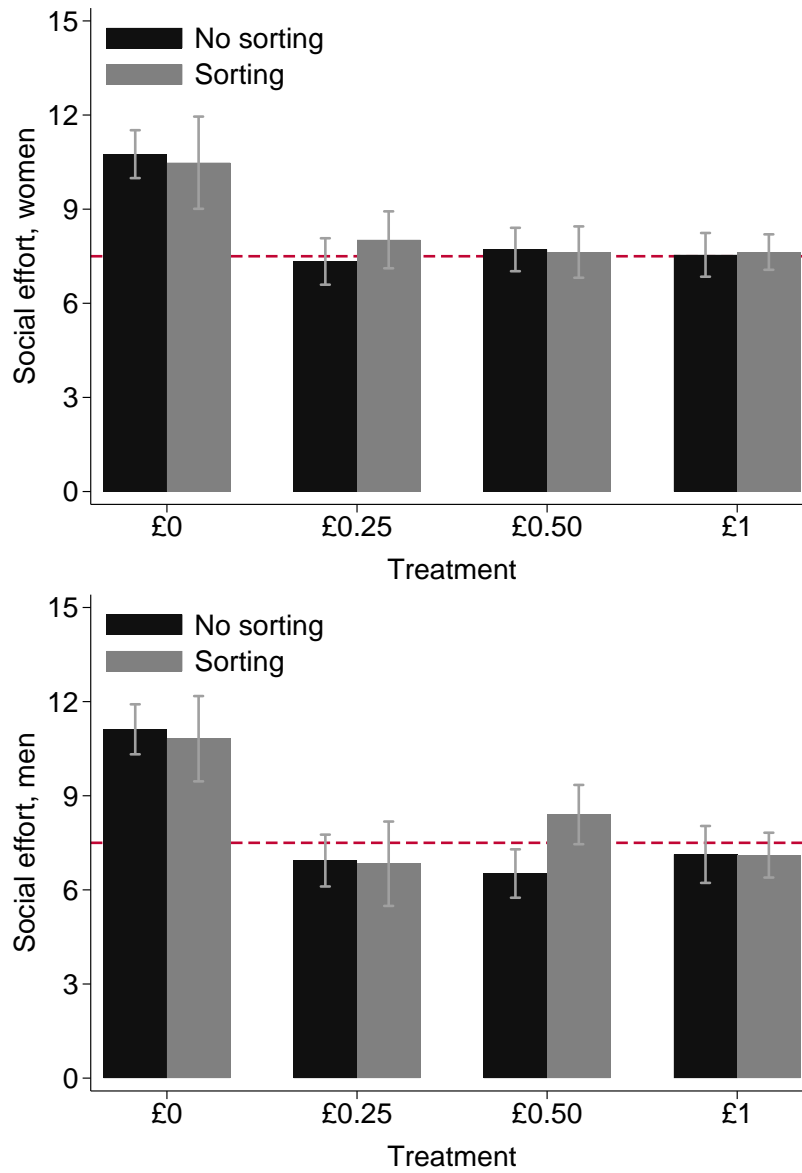 Social effort, women
15
12
9
6
3
0
No sorting
Sorting
£0 £0.25 £0.50 £1
Treatment
Social effort, men
15
12
9
6
3
0
No sorting
Sorting
£0 £0.25 £0.50 £1
Treatment